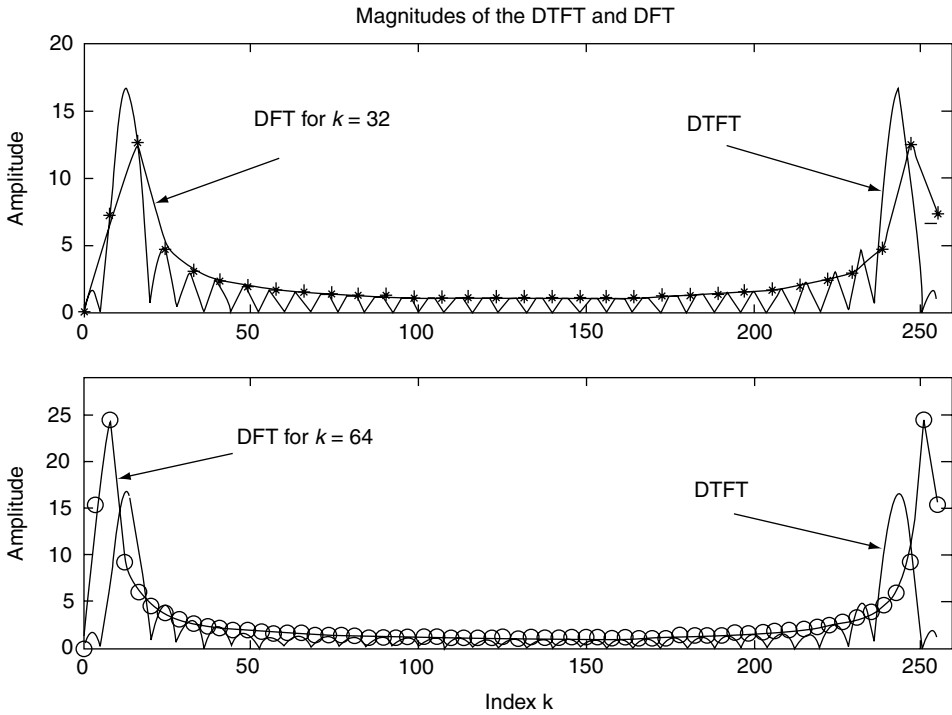 Magnitudes of the DTFT and DFT
20
15
10
5
0
Amplitude
DFT for k = 32
DTFT
0
50
100
150
200
250
25
20
15
10
5
0
Amplitude
DFT for k = 64
DTFT
0
50
100
150
200
250
Index k